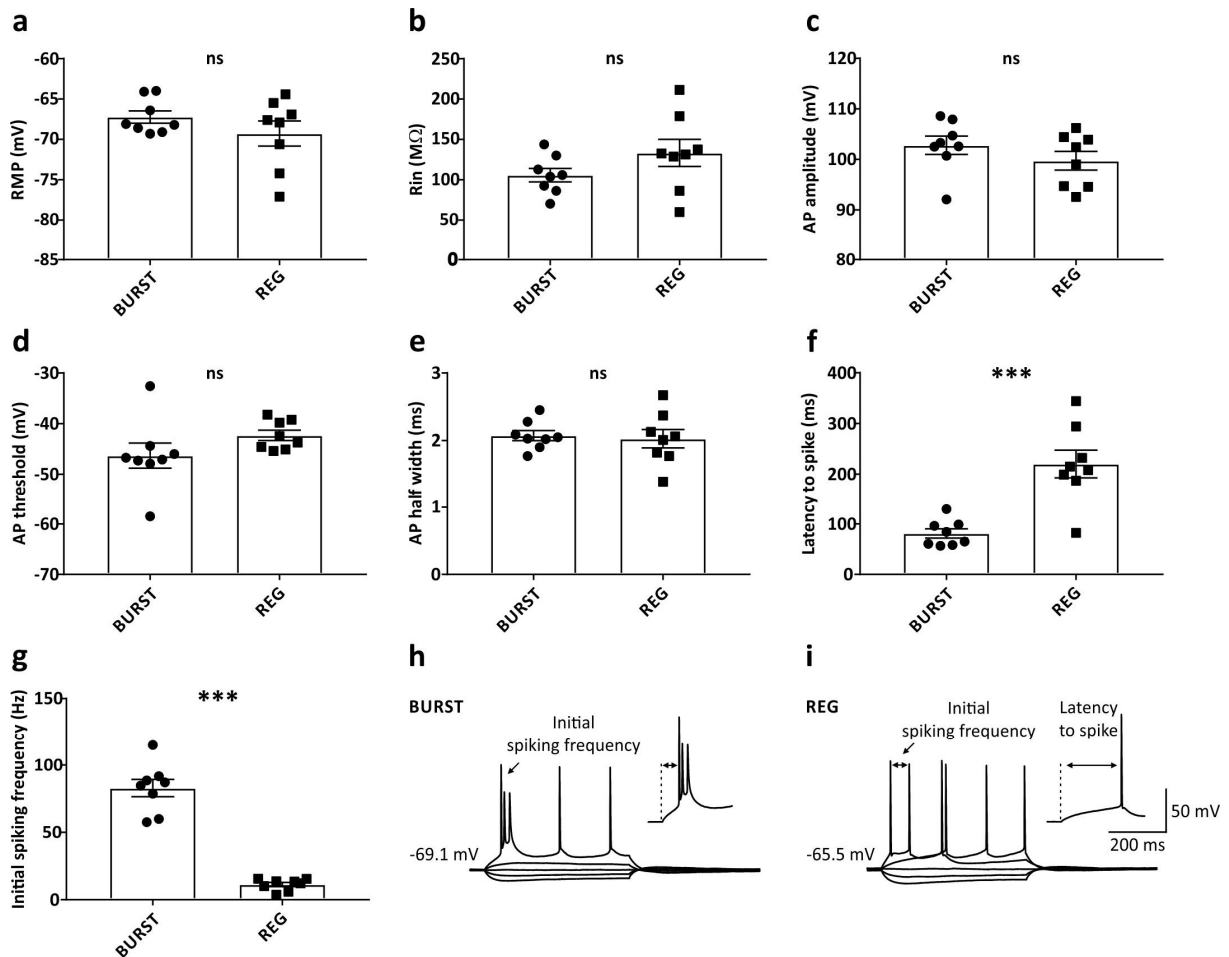 a
RMP (mV)
-60
-65
-70
-75
-80
-85
ns
BURST
REG
b
Rin (MΩ)
250
200
150
100
50
0
ns
BURST
REG
c
AP amplitude (mV)
120
110
100
90
80
ns
BURST
REG
d
AP threshold (mV)
-30
-40
-50
-60
-70
ns
BURST
REG
e
AP half width (ms)
3
2
1
0
ns
BURST
REG
f
Latency to spike (ms)
400
300
200
100
0
***
BURST
REG
g
Initial spiking frequency (Hz)
150
100
50
0
***
BURST
REG
h
BURST
Initial
spiking frequency
-69.1 mV
i
REG
Initial
spiking frequency
Latency
to spike
-65.5 mV
50 mV
200 ms